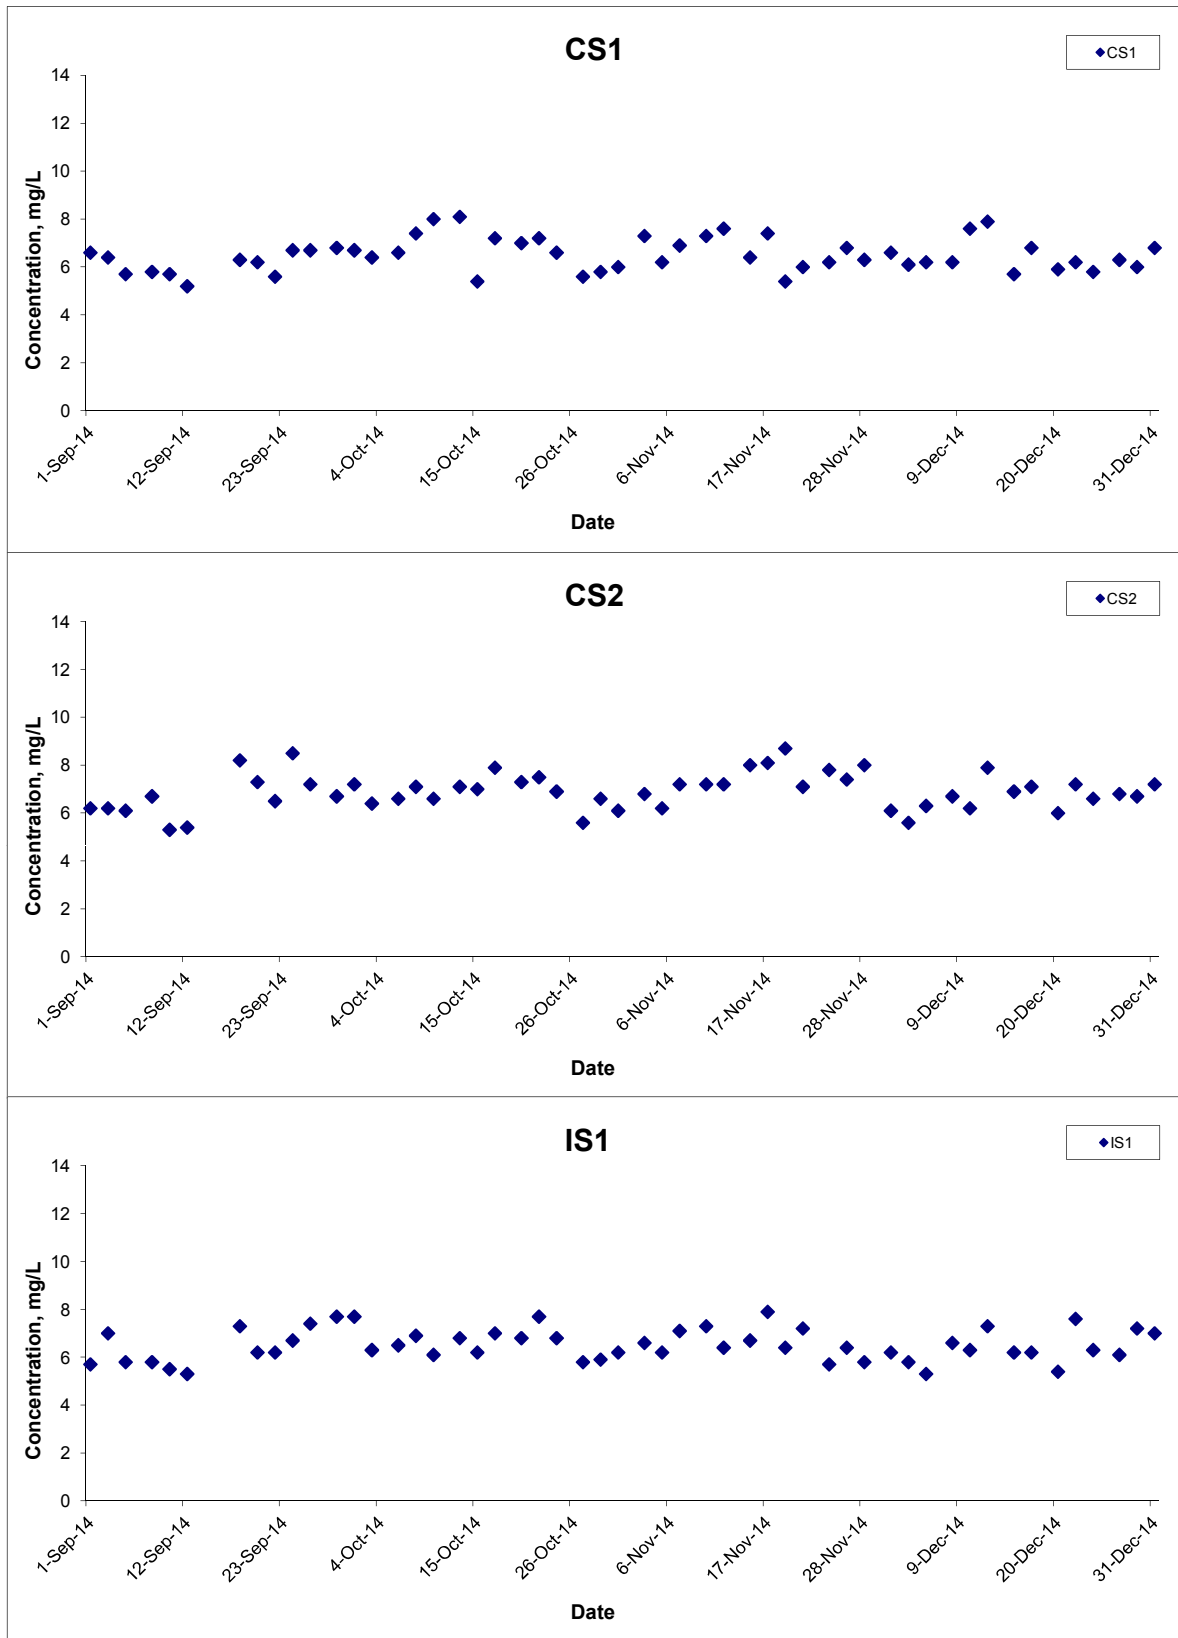 CS1
CS1
14
12
10
8
6
4
2
0
Concentration, mg/L
1-Sep-14
12-Sep-14
23-Sep-14
4-Oct-14
15-Oct-14
26-Oct-14
6-Nov-14
17-Nov-14
28-Nov-14
9-Dec-14
20-Dec-14
31-Dec-14
Date
CS2
CS2
14
12
10
8
6
4
2
0
Concentration, mg/L
1-Sep-14
12-Sep-14
23-Sep-14
4-Oct-14
15-Oct-14
26-Oct-14
6-Nov-14
17-Nov-14
28-Nov-14
9-Dec-14
20-Dec-14
31-Dec-14
Date
IS1
IS1
14
12
10
8
6
4
2
0
Concentration, mg/L
1-Sep-14
12-Sep-14
23-Sep-14
4-Oct-14
15-Oct-14
26-Oct-14
6-Nov-14
17-Nov-14
28-Nov-14
9-Dec-14
20-Dec-14
31-Dec-14
Date